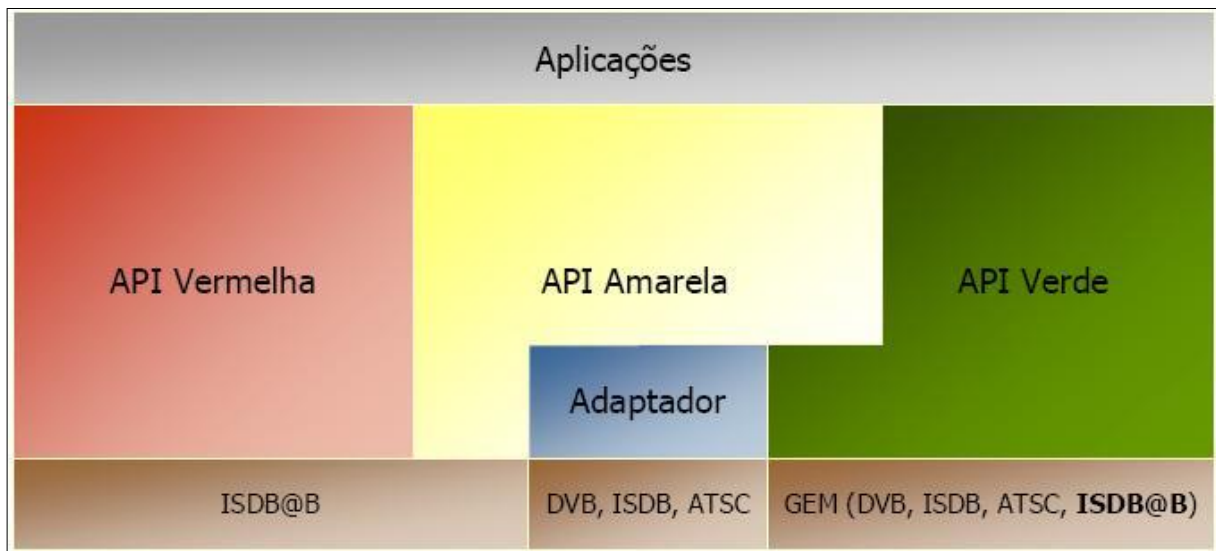 Aplicações
API Vermelha
API Amarela
API Verde
Adaptador
ISDB@B
DVB, ISDB, ATSC
GEM (DVB, ISDB, ATSC, ISDB@B)